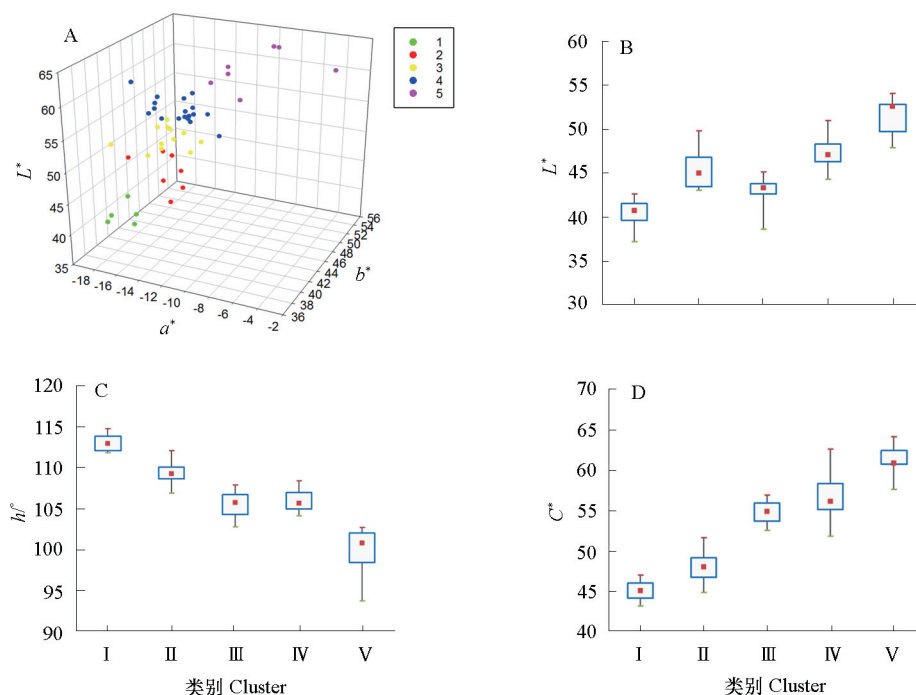 A
1
2
3
4
5
65
60
55
50
45
40
35
L*
-18 -16 -14 -12 -10 -8 -6 -4 -2
a*
36 38 40 42 44 46 48 50 52 54 56
b*
B
60
55
50
45
40
35
30
L*
C
120
115
110
105
100
95
90
h/°
I II III IV V
类别 Cluster
D
70
65
60
55
50
45
40
C*
I II III IV V
类别 Cluster